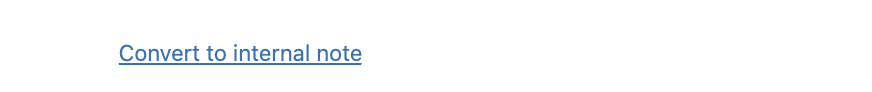 Convert to internal note